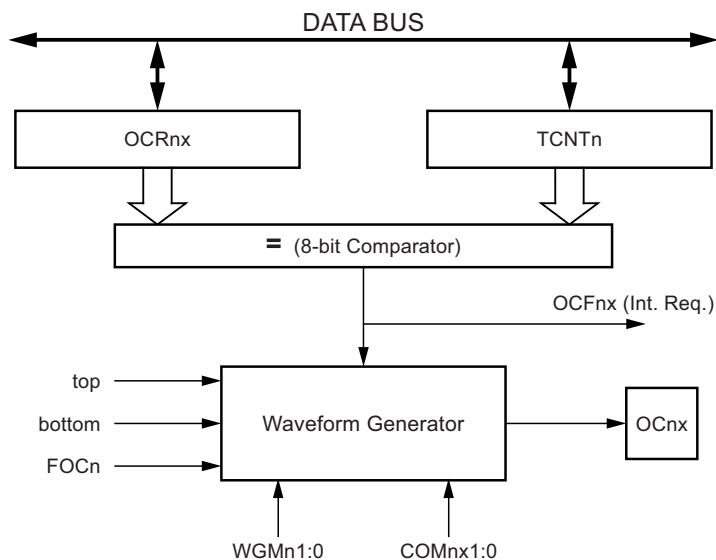 DATA BUS
OCRnx
TCNTn
= (8-bit Comparator)
OCFnx (Int. Req.)
top
bottom
FOCn
Waveform Generator
OCnx
WGMn1:0
COMnx1:0